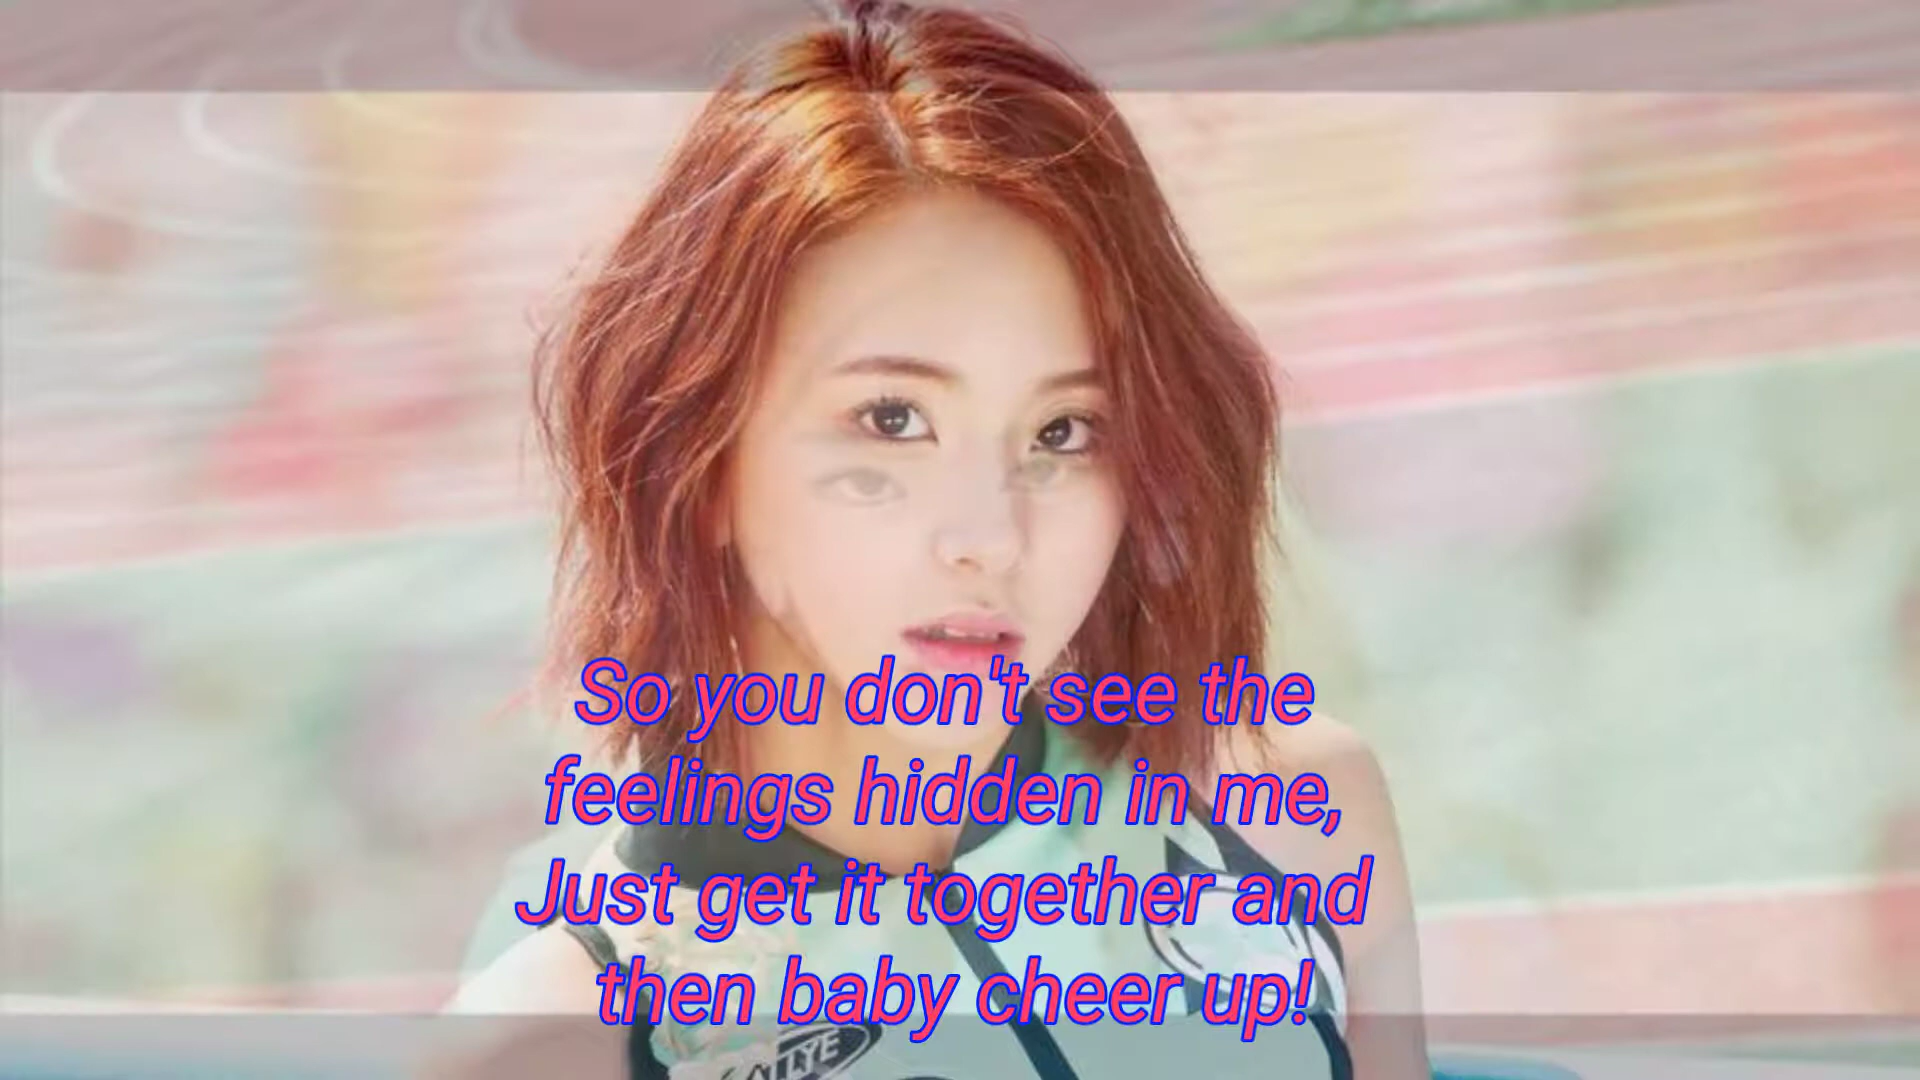 So you don't see the
feelings hidden in me,
Just get it together and
then baby cheer up!